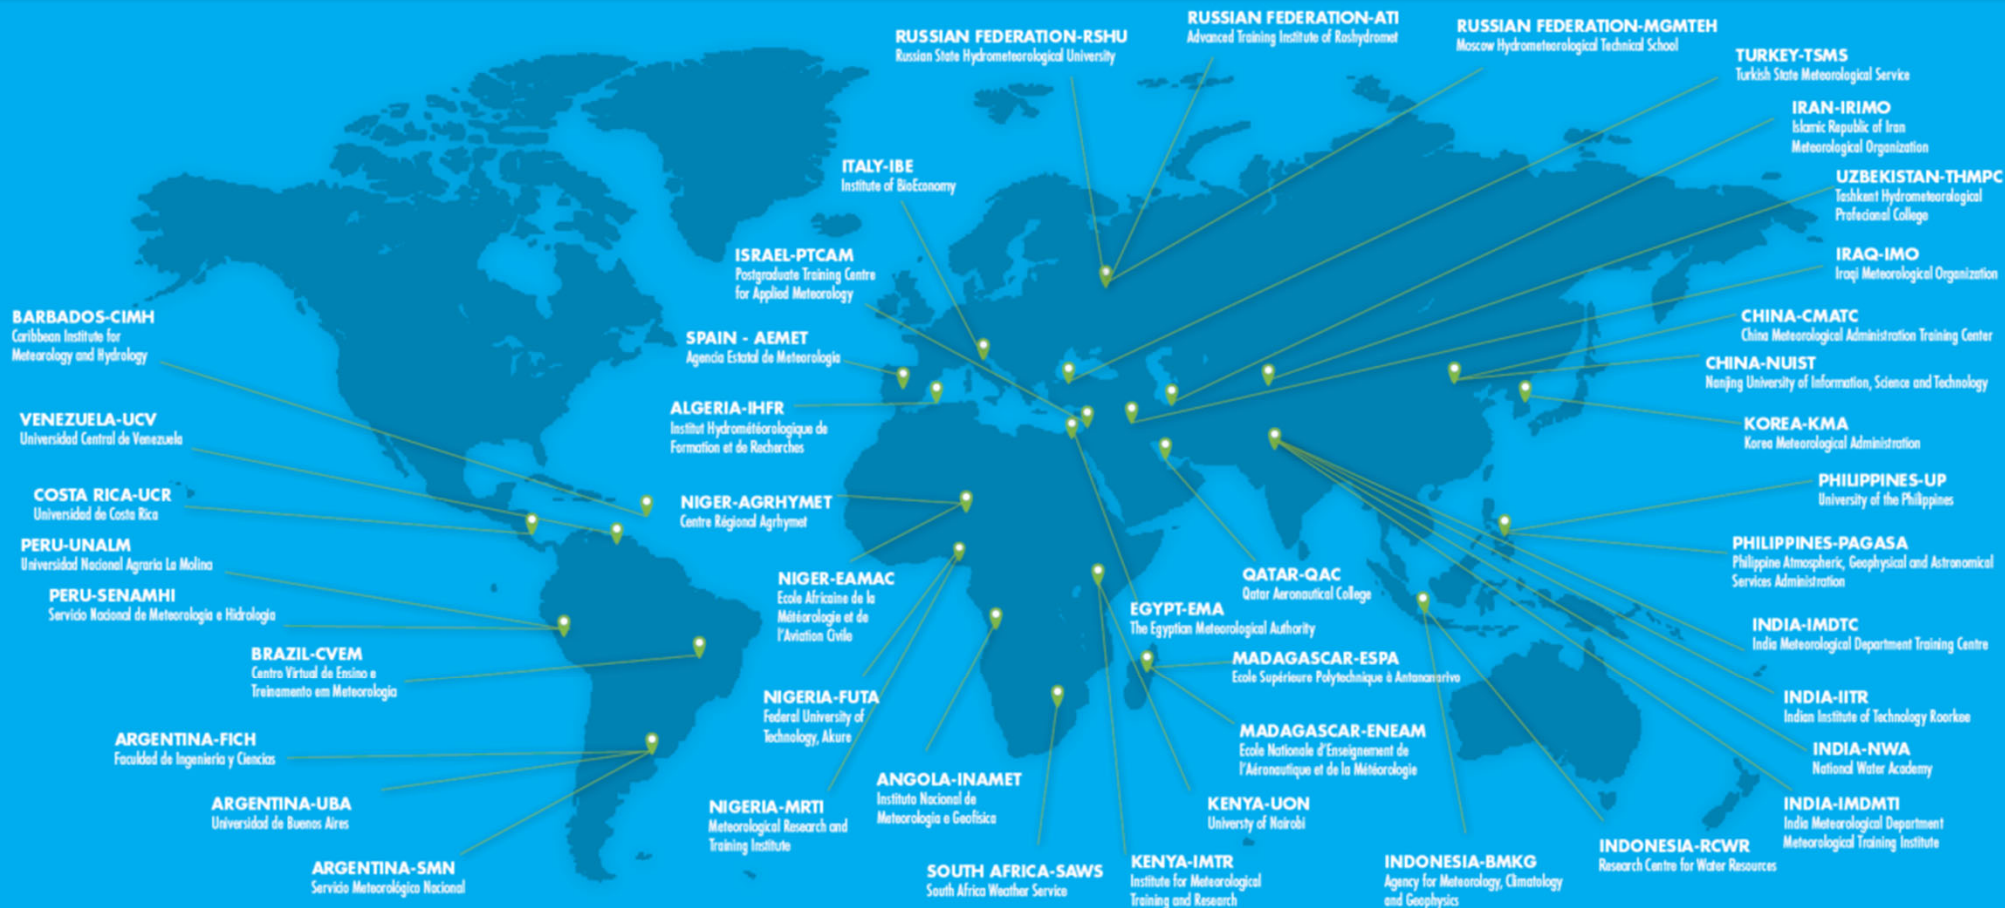 RUSSIAN FEDERATION-RSHU
Russian State Hydrometeorological University
RUSSIAN FEDERATION-ATI
Advanced Training Institute of Roshydromet
RUSSIAN FEDERATION-MGMTEH
Moscow Hydrometeorological Technical School
TURKEY-TSMS
Turkish State Meteorological Service
IRAN-IRIMO
Islamic Republic of Iran
Meteorological Organization
UZBEKISTAN-THMPC
Tashkent Hydrometeorological
Profecional College
IRAQ-IMO
Iraqi Meteorological Organization
CHINA-CMATC
China Meteorological Administration Training Center
CHINA-NUIST
Nanjing University of Information, Science and Technology
KOREA-KMA
Korea Meteorological Administration
PHILIPPINES-UP
University of the Philippines
PHILIPPINES-PAGASA
Philippine Atmospheric, Geophysical and Astronomical
Services Administration
INDIA-IMDTC
India Meteorological Department Training Centre
INDIA-IITR
Indian Institute of Technology Roorkee
INDIA-NWA
National Water Academy
INDIA-IMDMTI
India Meteorological Department
Meteorological Training Institute
INDONESIA-RCWR
Research Centre for Water Resources
INDONESIA-BMKG
Agency for Meteorology, Climatology
and Geophysics
ITALY-IBE
Institute of BioEconomy
ISRAEL-PTCAM
Postgraduate Training Centre
for Applied Meteorology
SPAIN - AEMET
Agencia Estatal de Meteorologia
ALGERIA-IHFR
Institut Hydrométéorologique de
Formation et de Recherches
NIGER-AGRHYMET
Centre Régional Agrhymet
NIGER-EAMAC
Ecole Africaine de la
Météorologie et de
l'Aviation Civile
NIGERIA-FUTA
Federal University of
Technology, Akure
NIGERIA-MRTI
Meteorological Research and
Training Institute
ANGOLA-INAMET
Instituto Nacional de
Meteorologia e Geofísica
SOUTH AFRICA-SAWS
South Africa Weather Service
KENYA-IMTR
Institute for Meteorological
Training and Research
KENYA-UON
Universty of Nairobi
MADAGASCAR-ENEAM
Ecole Nationale d'Enseignement de
l'Aéronautique et de la Météorologie
MADAGASCAR-ESPA
Ecole Supérieure Polytechnique à Antananarivo
EGYPT-EMA
The Egyptian Meteorological Authority
QATAR-QAC
Qatar Aeronautical College
BARBADOS-CIMH
Caribbean Institute for
Meteorology and Hydrology
VENEZUELA-UCV
Universidad Central de Venezuela
COSTA RICA-UCR
Universidad de Costa Rica
PERU-UNALM
Universidad Nacional Agraria La Molina
PERU-SENAMHI
Servicio Nacional de Meteorologia e Hidrologia
BRAZIL-CVEM
Centro Virtual de Ensino e
Treinamento em Meteorologia
ARGENTINA-FICH
Faculdad de Ingenieria y Ciencias
ARGENTINA-UBA
Universidad de Buenos Aires
ARGENTINA-SMN
Servicio Meteorológico Nacional